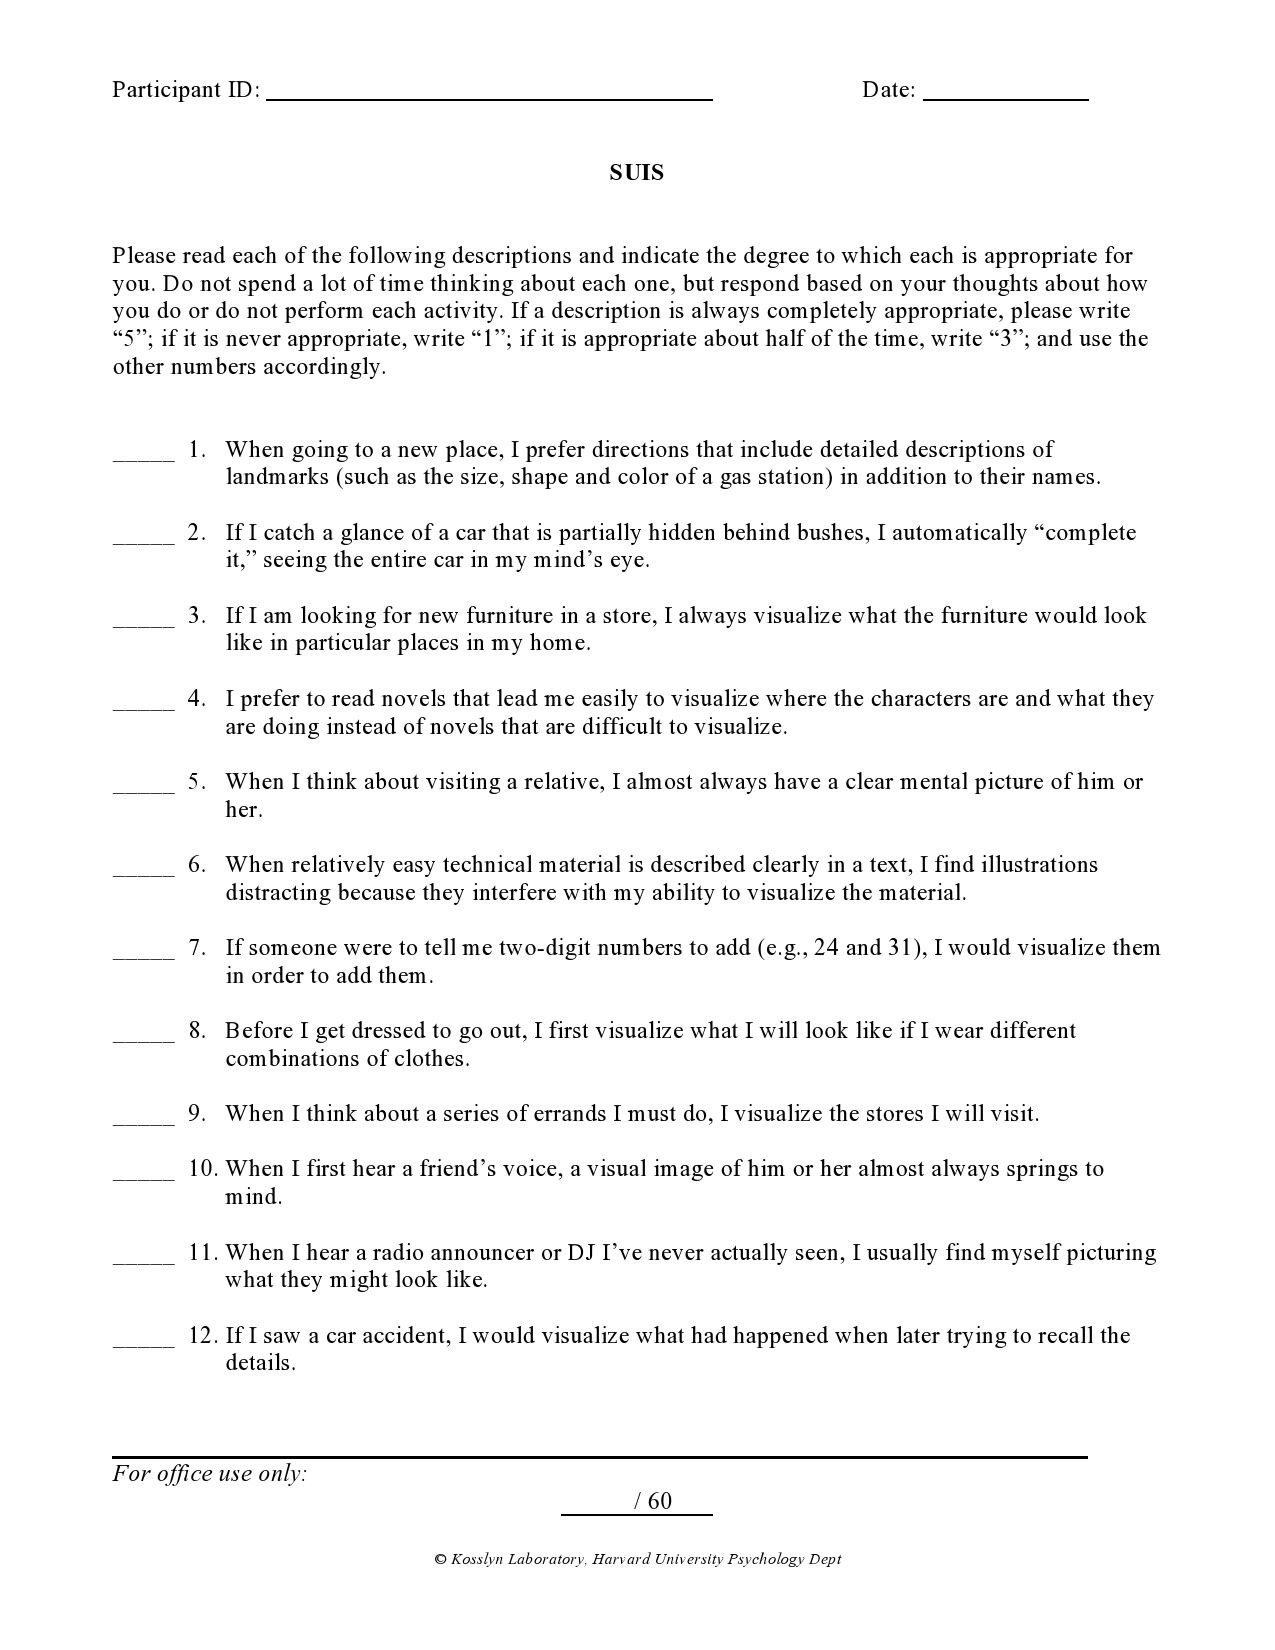 Participant ID: ____________________ Date: __________
SUIS
Please read each of the following descriptions and indicate the degree to which each is appropriate for
you. Do not spend a lot of time thinking about each one, but respond based on your thoughts about how
you do or do not perform each activity. If a description is always completely appropriate, please write
“5”; if it is never appropriate, write “1”; if it is appropriate about half of the time, write “3”; and use the
other numbers accordingly.
_____ 1. When going to a new place, I prefer directions that include detailed descriptions of
landmarks (such as the size, shape and color of a gas station) in addition to their names.
_____ 2. If I catch a glance of a car that is partially hidden behind bushes, I automatically “complete
it,” seeing the entire car in my mind’s eye.
_____ 3. If I am looking for new furniture in a store, I always visualize what the furniture would look
like in particular places in my home.
_____ 4. I prefer to read novels that lead me easily to visualize where the characters are and what they
are doing instead of novels that are difficult to visualize.
_____ 5. When I think about visiting a relative, I almost always have a clear mental picture of him or
her.
_____ 6. When relatively easy technical material is described clearly in a text, I find illustrations
distracting because they interfere with my ability to visualize the material.
_____ 7. If someone were to tell me two-digit numbers to add (e.g., 24 and 31), I would visualize them
in order to add them.
_____ 8. Before I get dressed to go out, I first visualize what I will look like if I wear different
combinations of clothes.
_____ 9. When I think about a series of errands I must do, I visualize the stores I will visit.
_____ 10. When I first hear a friend’s voice, a visual image of him or her almost always springs to
mind.
_____ 11. When I hear a radio announcer or DJ I’ve never actually seen, I usually find myself picturing
what they might look like.
_____ 12. If I saw a car accident, I would visualize what had happened when later trying to recall the
details.
For office use only:
/ 60
© Kosslyn Laboratory, Harvard University Psychology Dept